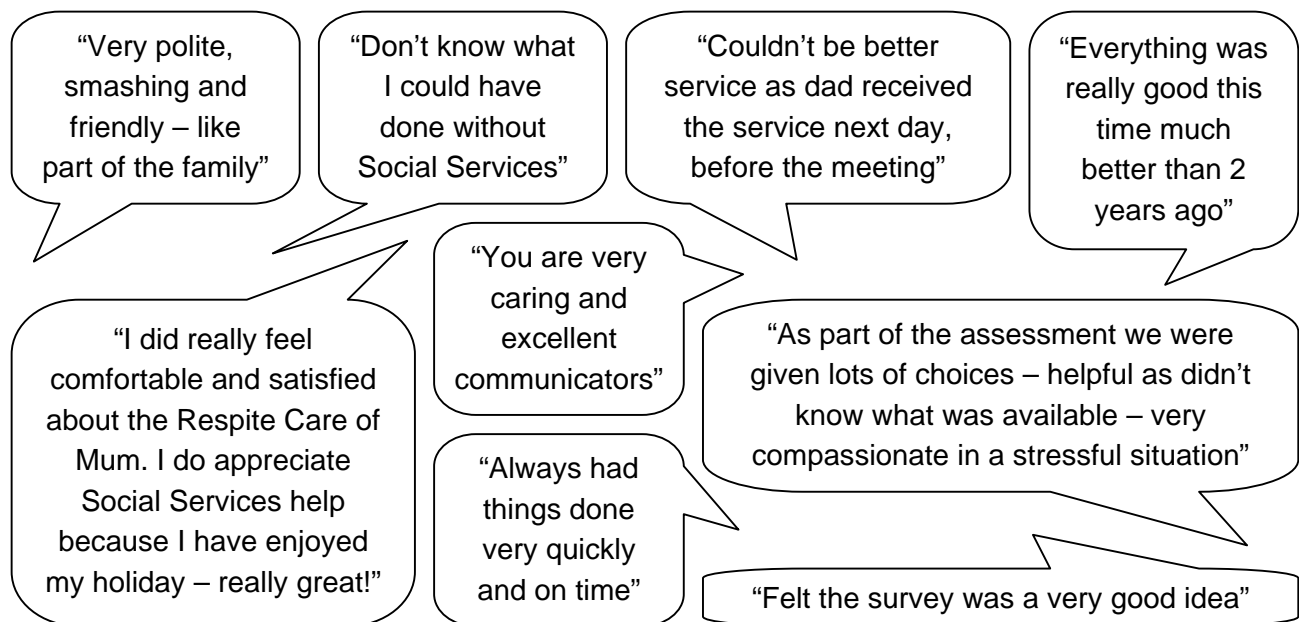 “Very polite,
smashing and
friendly – like
part of the family”
“Don’t know what
I could have
done without
Social Services”
“Couldn’t be better
service as dad received
the service next day,
before the meeting”
“Everything was
really good this
time much
better than 2
years ago”
“I did really feel
comfortable and satisfied
about the Respite Care of
Mum. I do appreciate
Social Services help
because I have enjoyed
my holiday – really great!”
“You are very
caring and
excellent
communicators”
“As part of the assessment we were
given lots of choices – helpful as didn’t
know what was available – very
compassionate in a stressful situation”
“Always had
things done
very quickly
and on time”
“Felt the survey was a very good idea”